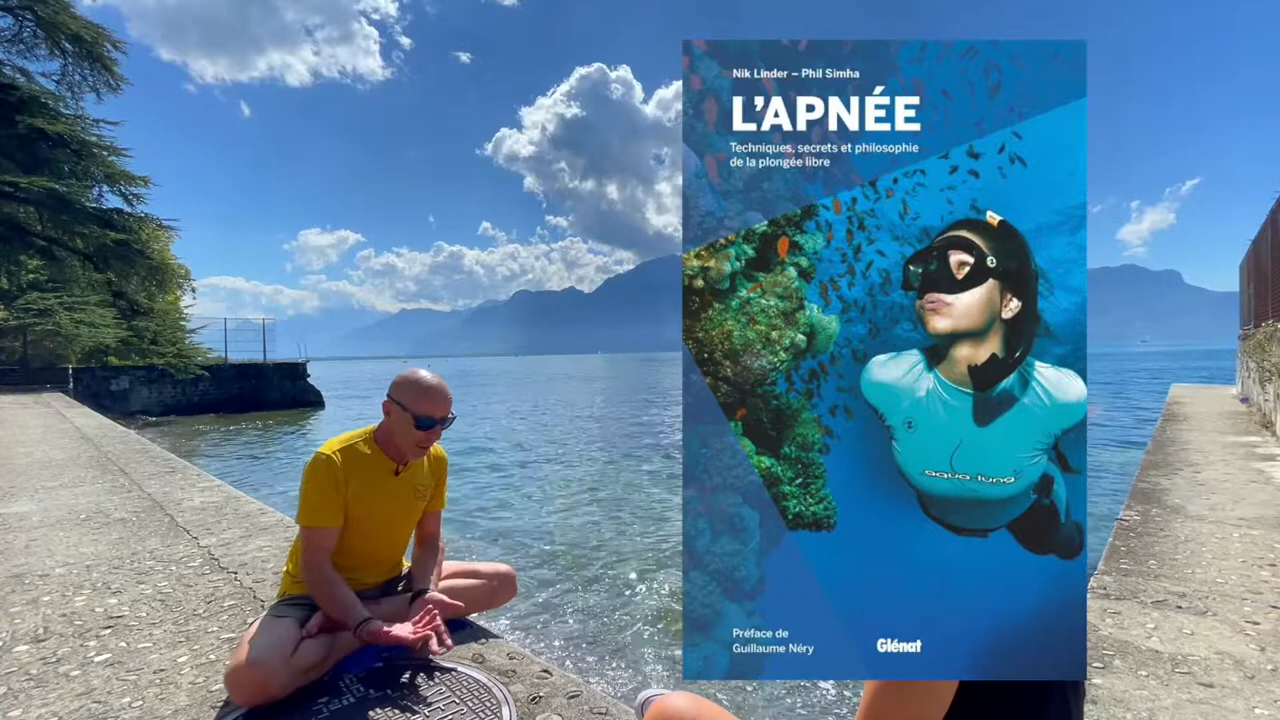 Nik Linder – Phil Simha
L'APNÉE
Techniques, secrets et philosophie
de la plongée libre
aqua lung
Préface de
Guillaume Néry
Glénat